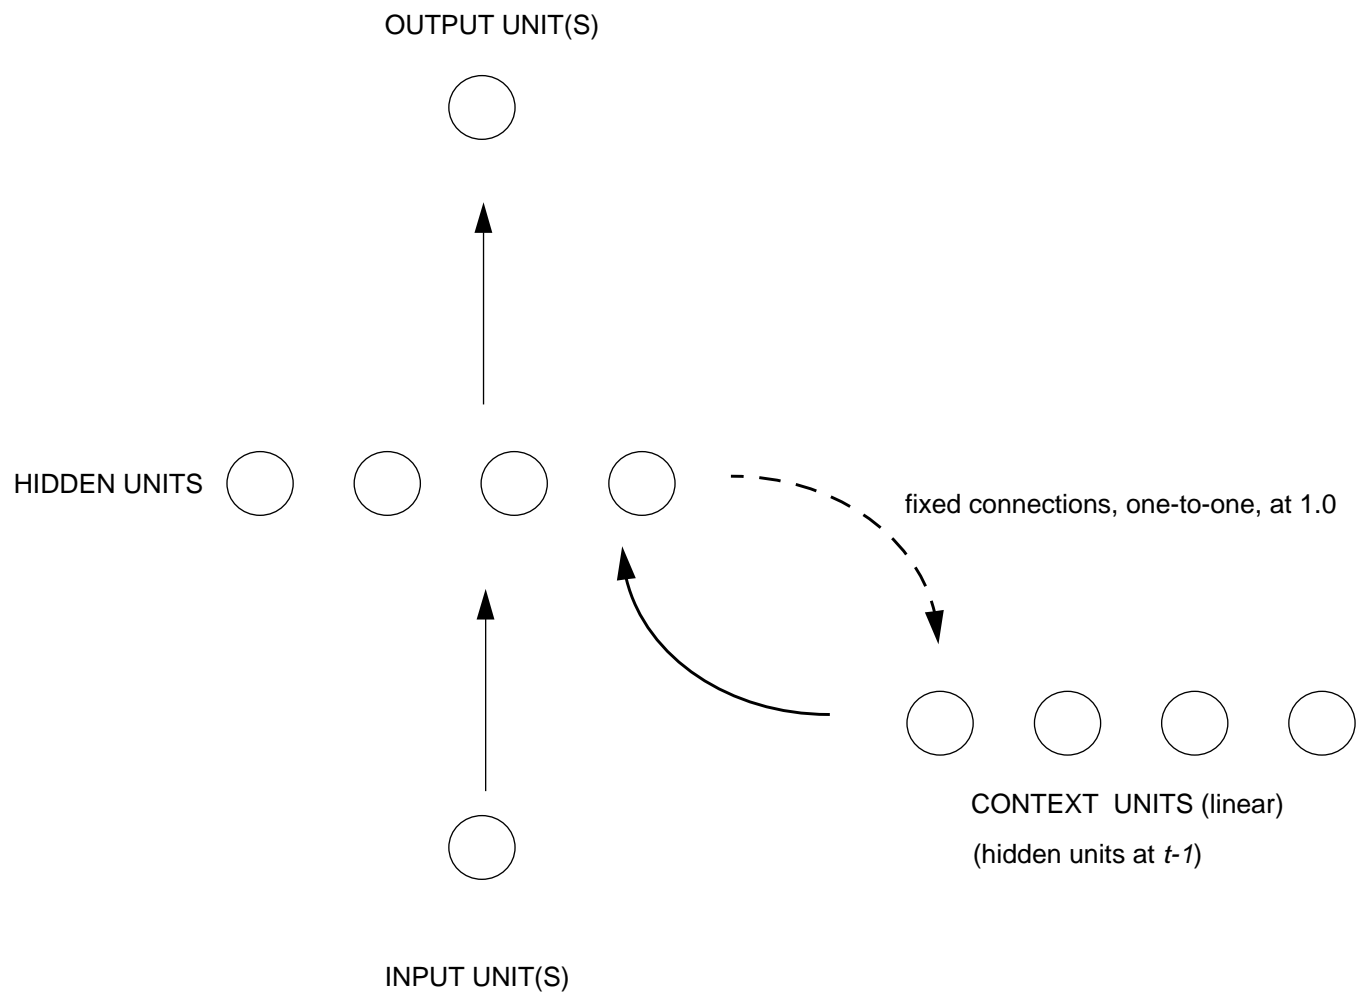 OUTPUT UNIT(S)
HIDDEN UNITS
fixed connections, one-to-one, at 1.0
CONTEXT UNITS (linear)
(hidden units at t-1)
INPUT UNIT(S)